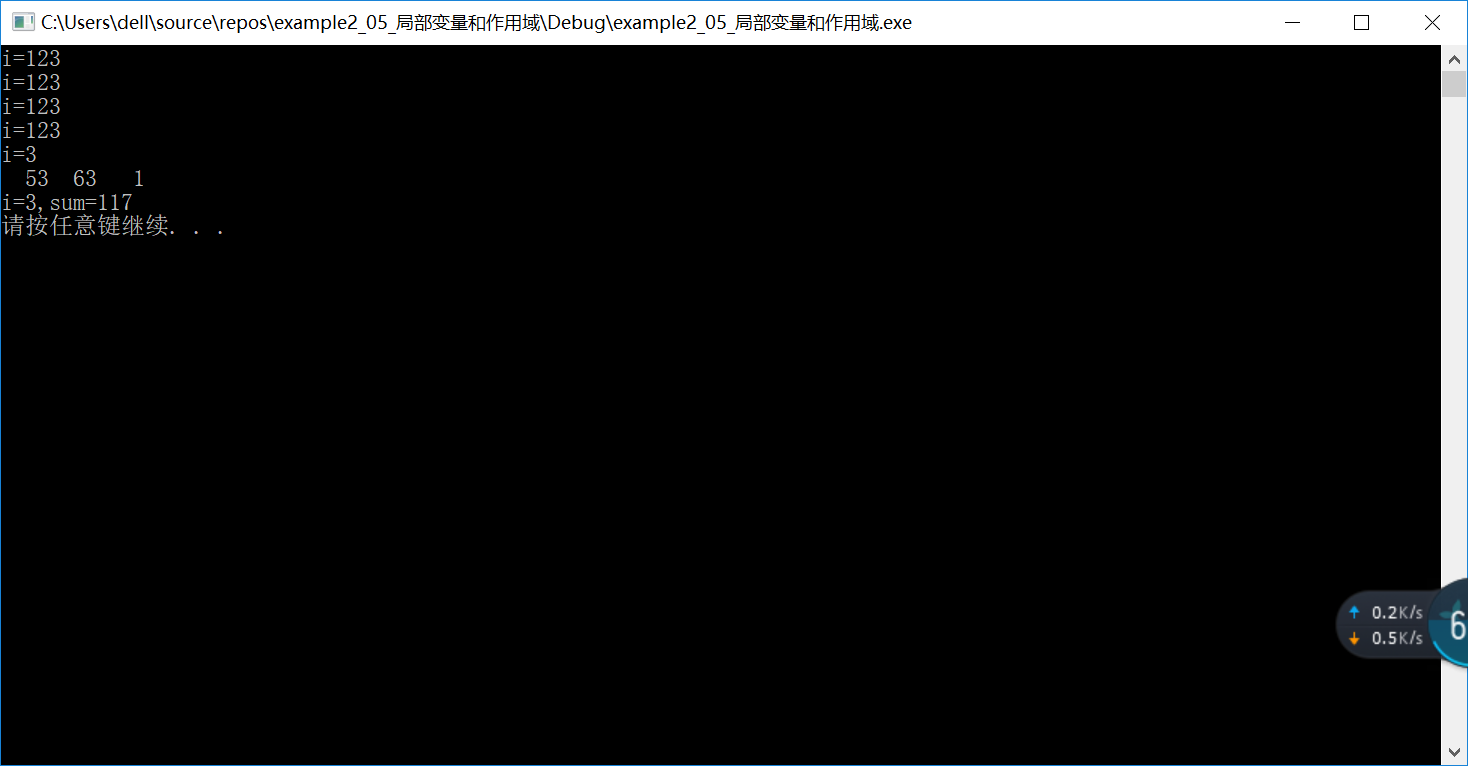 C:\Users\dell\source\repos\example2_05_局部变量和作用域\Debug\example2_05_局部变量和作用域.exe
i=123
i=123
i=123
i=123
i=3
  53  63   1
i=3,sum=117
请按任意键继续. . .
0.2K/s
0.5K/s
6